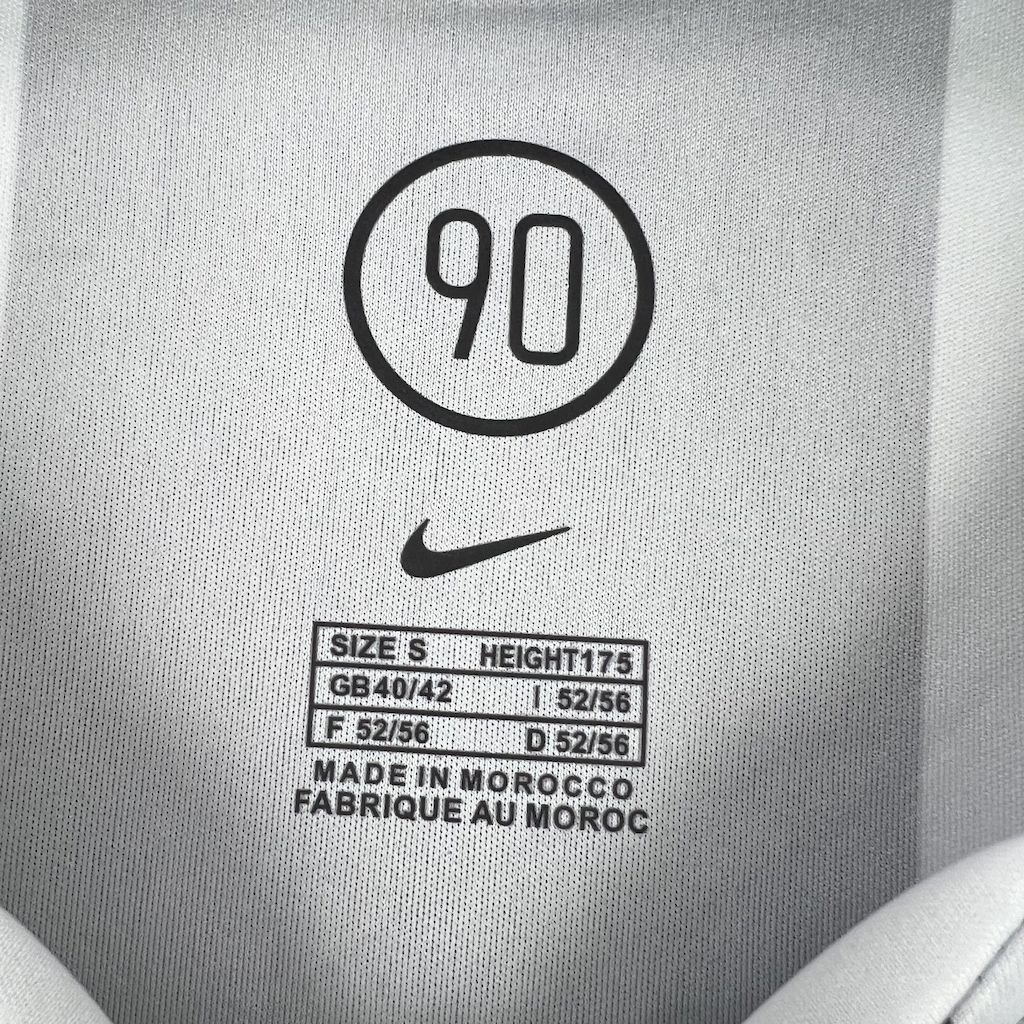 90
SIZE S HEIGHT175
GB40/42 I 52/56
F 52/56 D 52/56
MADE IN MOROCCO
FABRIQUE AU MOROC